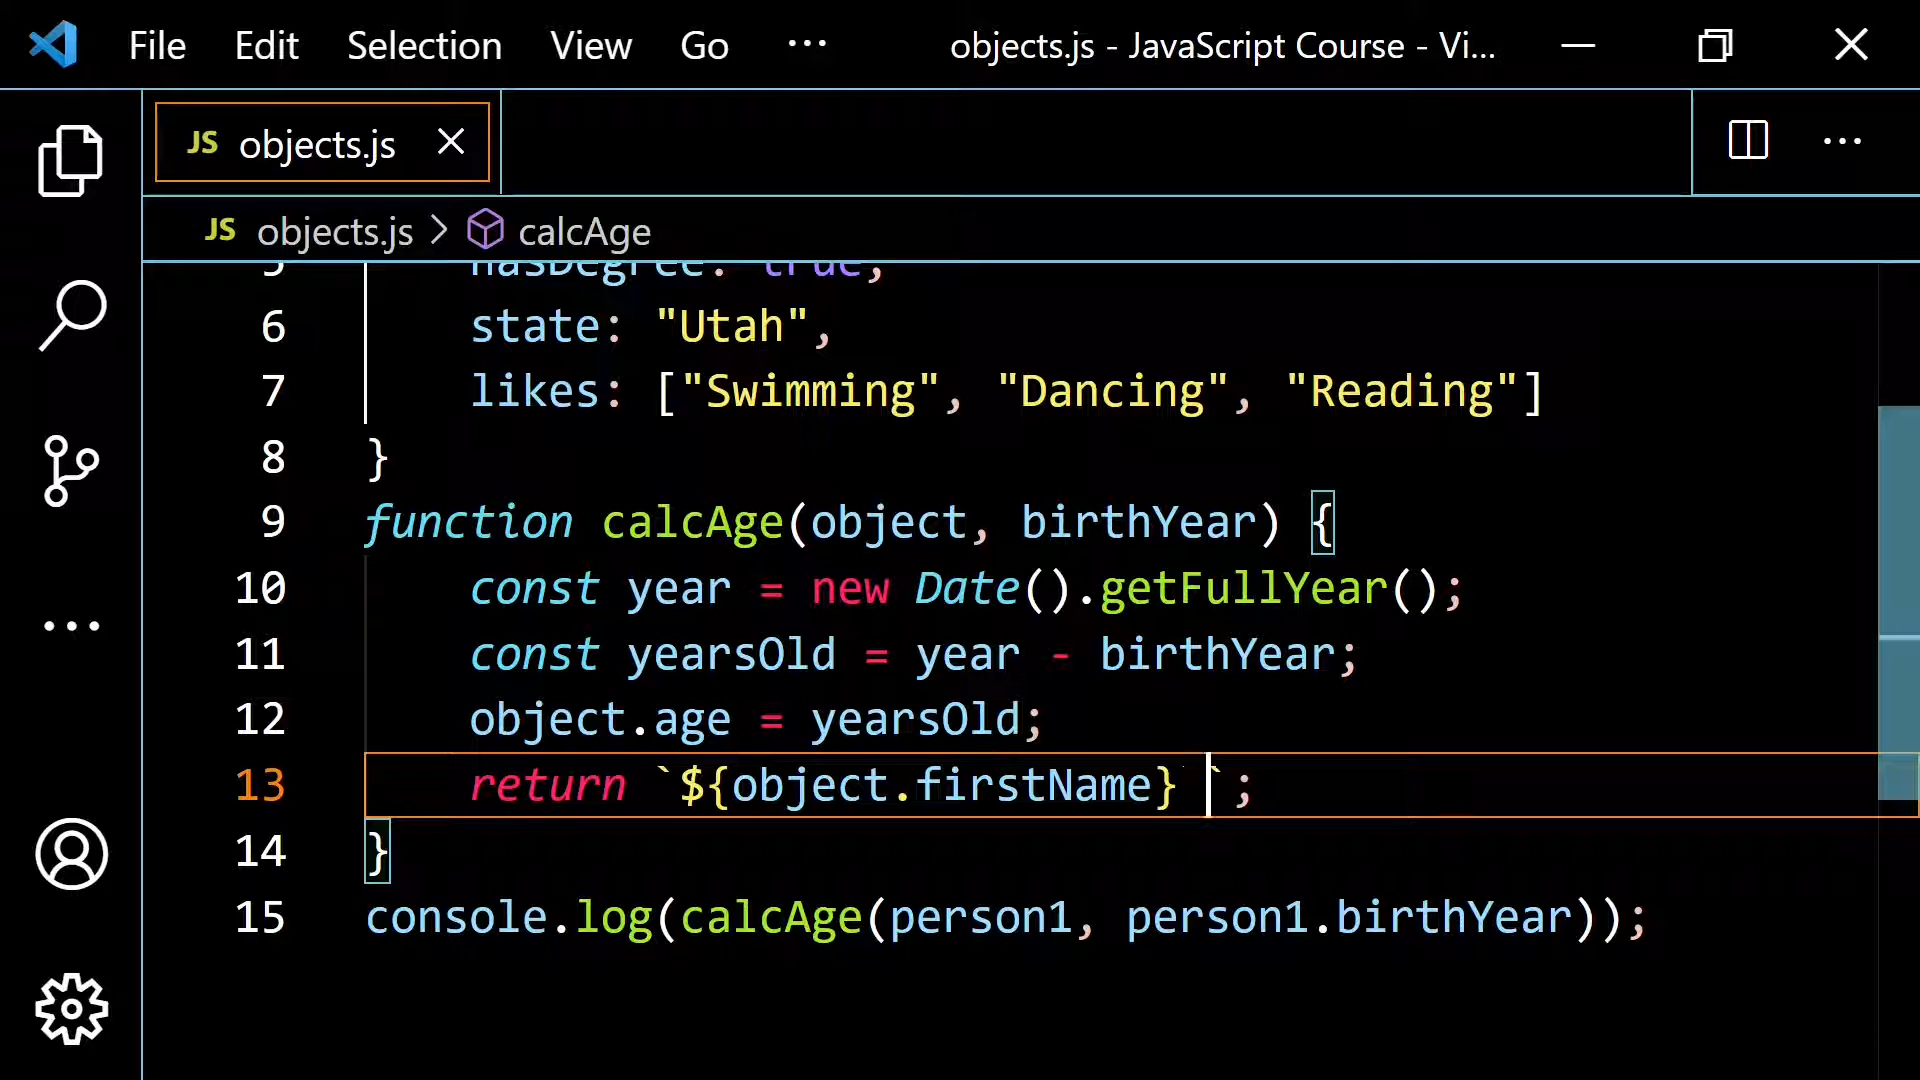 File Edit Selection View Go ··· objects.js - JavaScript Course - Vi...
JS objects.js
JS objects.js > calcAge
5 hasDegree: true,
6 state: "Utah",
7 likes: ["Swimming", "Dancing", "Reading"]
8 }
9 function calcAge(object, birthYear) {
10 const year = new Date().getFullYear();
11 const yearsOld = year - birthYear;
12 object.age = yearsOld;
13 return `${object.firstName} `;
14 }
15 console.log(calcAge(person1, person1.birthYear));